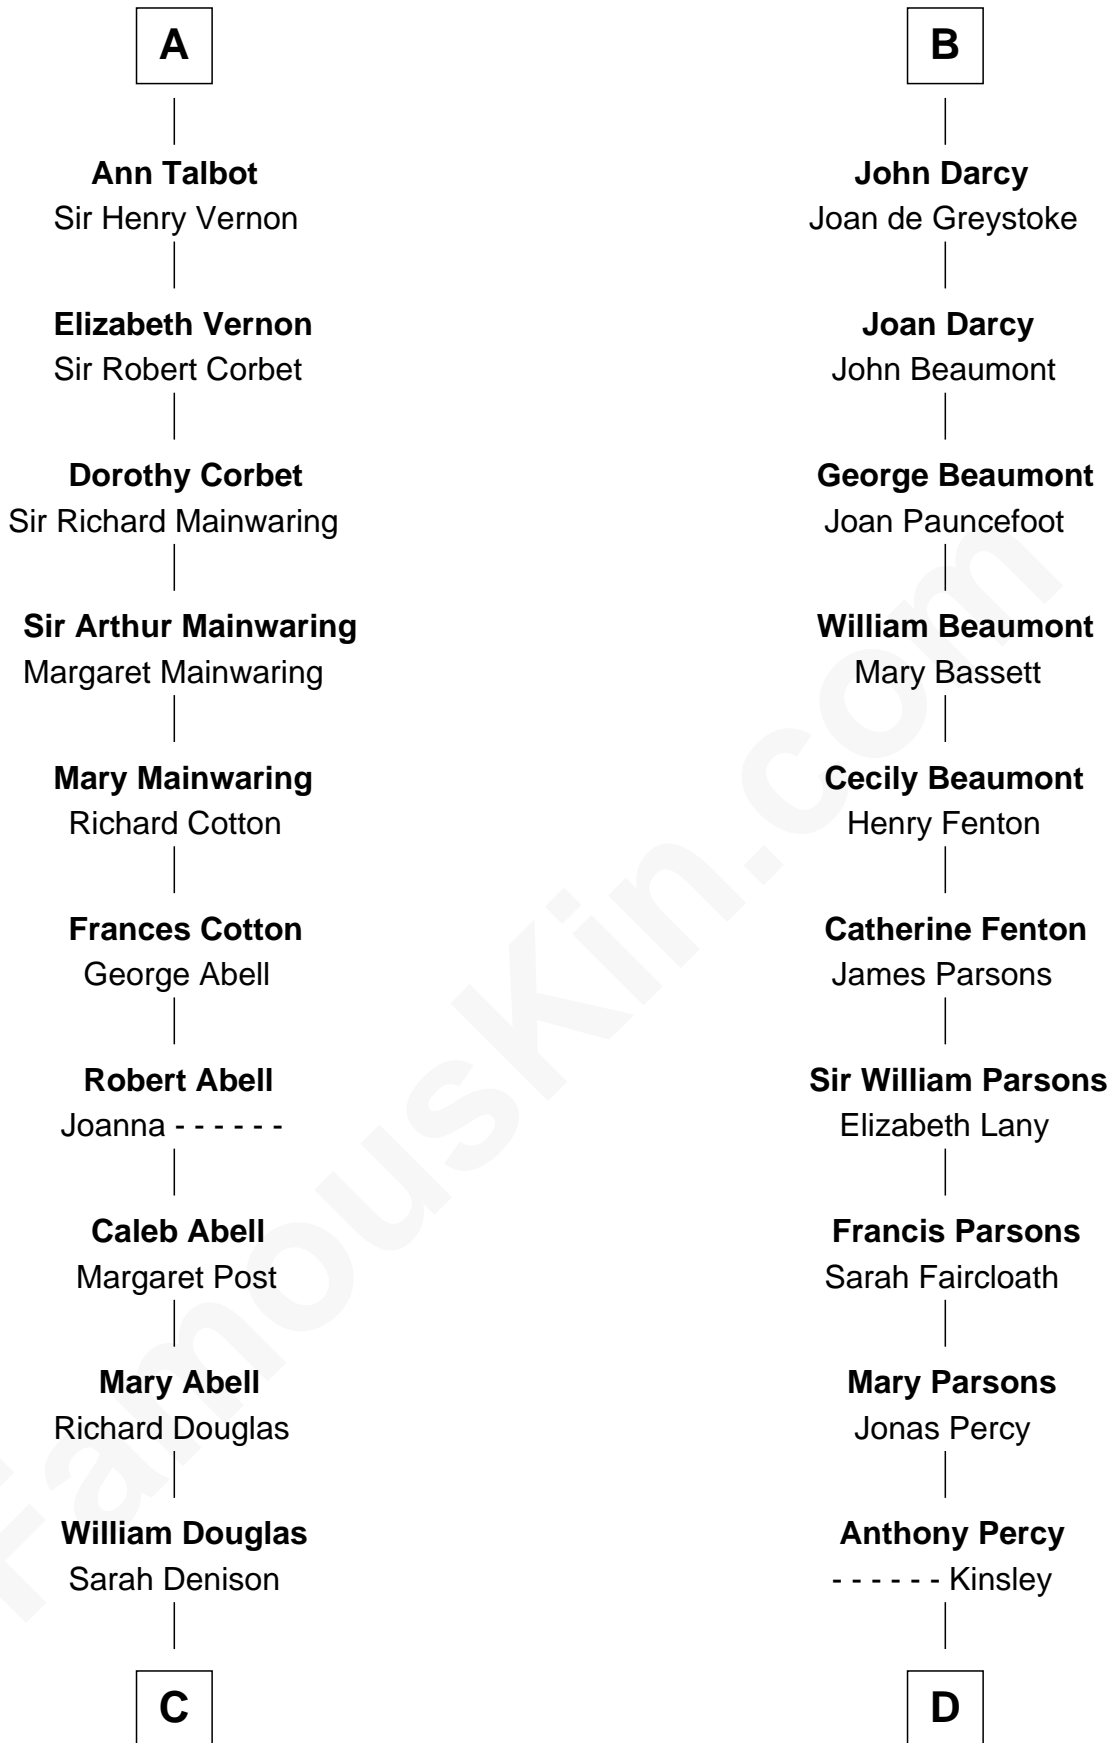 A
Ann Talbot
Sir Henry Vernon
Elizabeth Vernon
Sir Robert Corbet
Dorothy Corbet
Sir Richard Mainwaring
Sir Arthur Mainwaring
Margaret Mainwaring
Mary Mainwaring
Richard Cotton
Frances Cotton
George Abell
Robert Abell
Joanna - - - - - -
Caleb Abell
Margaret Post
Mary Abell
Richard Douglas
William Douglas
Sarah Denison
C
B
John Darcy
Joan de Greystoke
Joan Darcy
John Beaumont
George Beaumont
Joan Pauncefoot
William Beaumont
Mary Bassett
Cecily Beaumont
Henry Fenton
Catherine Fenton
James Parsons
Sir William Parsons
Elizabeth Lany
Francis Parsons
Sarah Faircloath
Mary Parsons
Jonas Percy
Anthony Percy
- - - - - - Kinsley
D
FamousKin.com